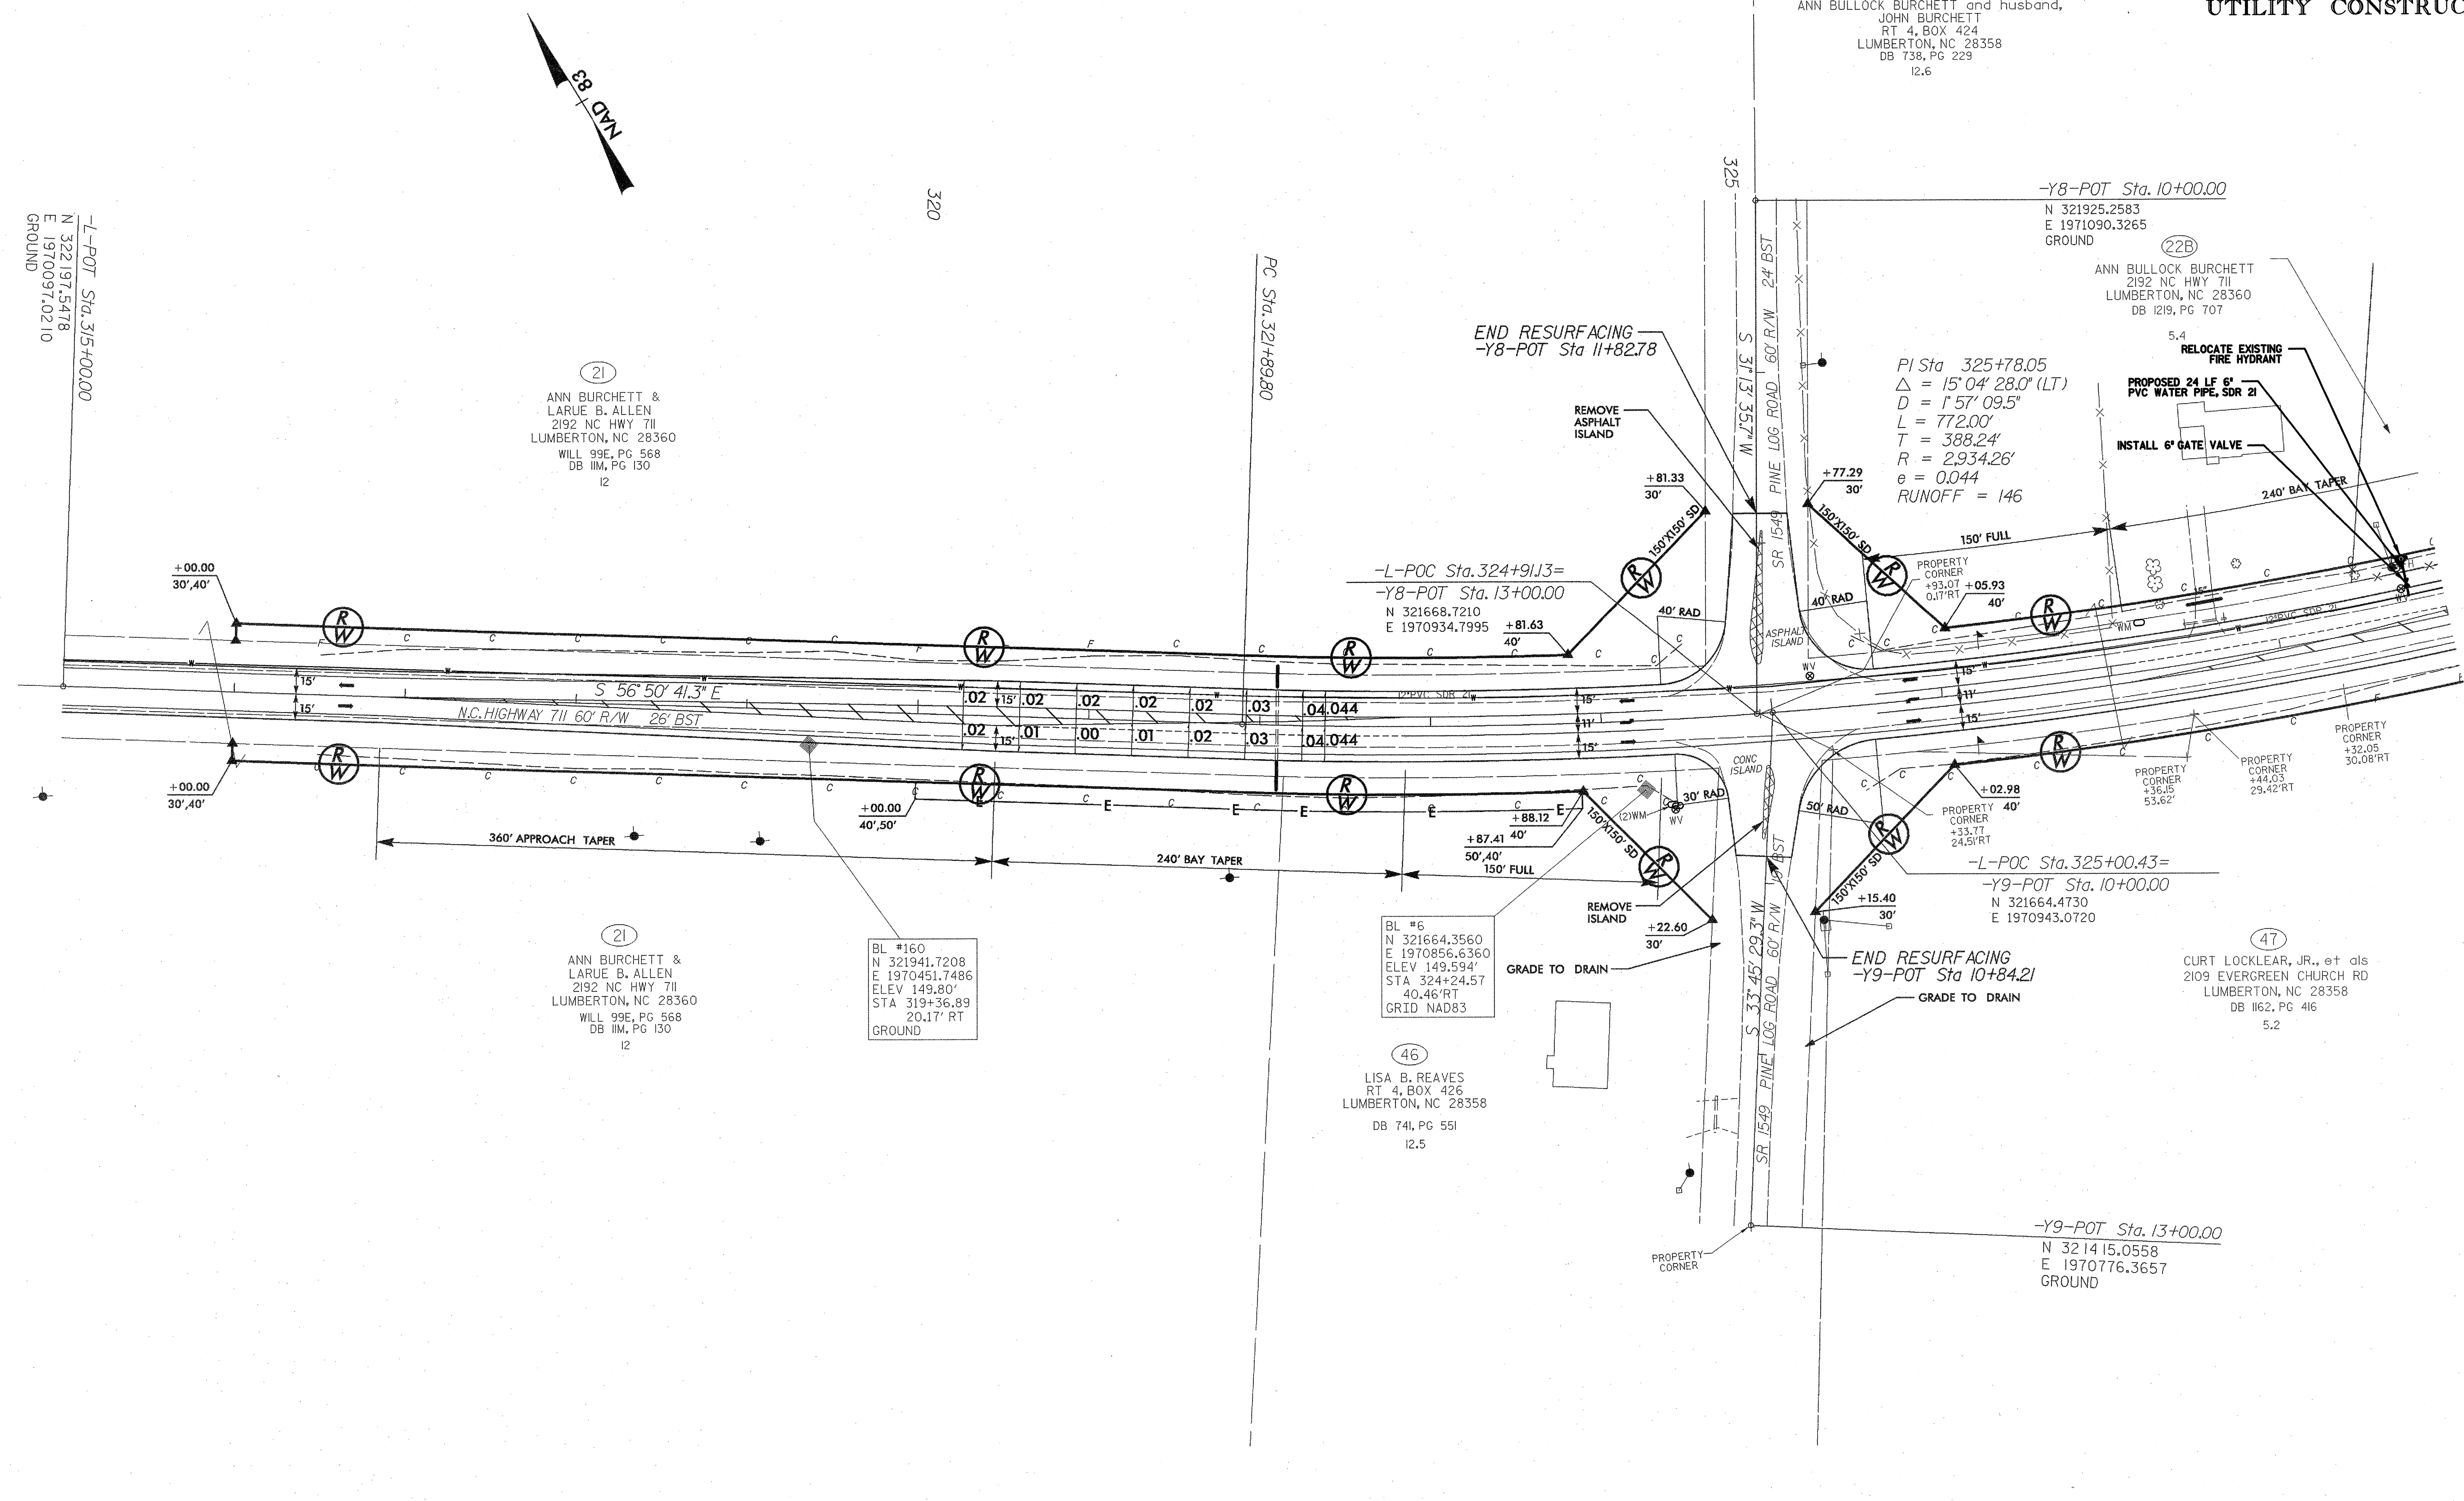 ANN BULLOCK BURCHETT and husband,
JOHN BURCHETT
RT 4, BOX 424
LUMBERTON, NC 28358
DB 738, PG 229
12.6
UTILITY CONSTRUC
NAD 83
-L-POT Sta. 315+00.00
N 322197.5478
E 1970097.0210
GROUND
320
PC Sta. 321+89.80
325
-Y8-POT Sta. 10+00.00
N 321925.2583
E 1971090.3265
GROUND
22B
ANN BULLOCK BURCHETT
2192 NC HWY 711
LUMBERTON, NC 28360
DB 1219, PG 707
5.4
RELOCATE EXISTING
FIRE HYDRANT
PROPOSED 24 LF 6"
PVC WATER PIPE, SDR 21
INSTALL 6" GATE VALVE
240' BAY TAPER
21
ANN BURCHETT &
LARUE B. ALLEN
2192 NC HWY 711
LUMBERTON, NC 28360
WILL 99E, PG 568
DB 11M, PG 130
12
END RESURFACING
-Y8-POT Sta 11+82.78
REMOVE
ASPHALT
ISLAND
S 31° 13' 35.7" W
SR 1549 PINE LOG ROAD 60' R/W 24' BST
PI Sta 325+78.05
Δ = 15° 04' 28.0" (LT)
D = 1° 57' 09.5"
L = 772.00'
T = 388.24'
R = 2,934.26'
e = 0.044
RUNOFF = 146
+81.33
30'
+77.29
30'
150'X150' SD
150'X150' SD
150' FULL
-L-POC Sta. 324+91.13=
-Y8-POT Sta. 13+00.00
N 321668.7210
E 1970934.7995
+81.63
40'
40' RAD
40' RAD
ASPHALT
ISLAND
PROPERTY
CORNER
+93.07
0.17'RT
+05.93
40'
+00.00
30',40'
R W
R W
R W
R W
R W
R W
WM
WV
15"
12"PVC SDR 21
12"PVC SDR 21
S 56° 50' 41.3" E
N.C. HIGHWAY 711 60' R/W 26' BST
15'
15'
.02 15' .02 .02 .02 .02 .03 .04 .044
.02 15' .01 .00 .01 .02 .03 .04 .044
15'
11'
15'
15'
11'
15'
R W
R W
R W
R W
R W
R W
+00.00
30',40'
+00.00
40',50'
E E E E E E
360' APPROACH TAPER
240' BAY TAPER
150' FULL
+87.41
50',40'
+88.12
40'
150'X150' SD
(2)WM
WV
30' RAD
CONC
ISLAND
50' RAD
+02.98
40'
PROPERTY
CORNER
+33.77
24.51'RT
PROPERTY
CORNER
+36.15
53.62'
PROPERTY
CORNER
+44.03
29.42'RT
PROPERTY
CORNER
+32.05
30.08'RT
150'X150' SD
-L-POC Sta. 325+00.43=
-Y9-POT Sta. 10+00.00
N 321664.4730
E 1970943.0720
+15.40
30'
REMOVE
ISLAND
+22.60
30'
GRADE TO DRAIN
END RESURFACING
-Y9-POT Sta 10+84.21
GRADE TO DRAIN
S 33° 45' 29.3" W
SR 1549 PINE LOG ROAD 60' R/W BST
21
ANN BURCHETT &
LARUE B. ALLEN
2192 NC HWY 711
LUMBERTON, NC 28360
WILL 99E, PG 568
DB 11M, PG 130
12
BL #160
N 321941.7208
E 1970451.7486
ELEV 149.80'
STA 319+36.89
20.17' RT
GROUND
BL #6
N 321664.3560
E 1970856.6360
ELEV 149.594'
STA 324+24.57
40.46'RT
GRID NAD83
46
LISA B. REAVES
RT 4, BOX 426
LUMBERTON, NC 28358
DB 741, PG 551
12.5
47
CURT LOCKLEAR, JR., et als
2109 EVERGREEN CHURCH RD
LUMBERTON, NC 28358
DB 1162, PG 416
5.2
PROPERTY
CORNER
-Y9-POT Sta. 13+00.00
N 321415.0558
E 1970776.3657
GROUND